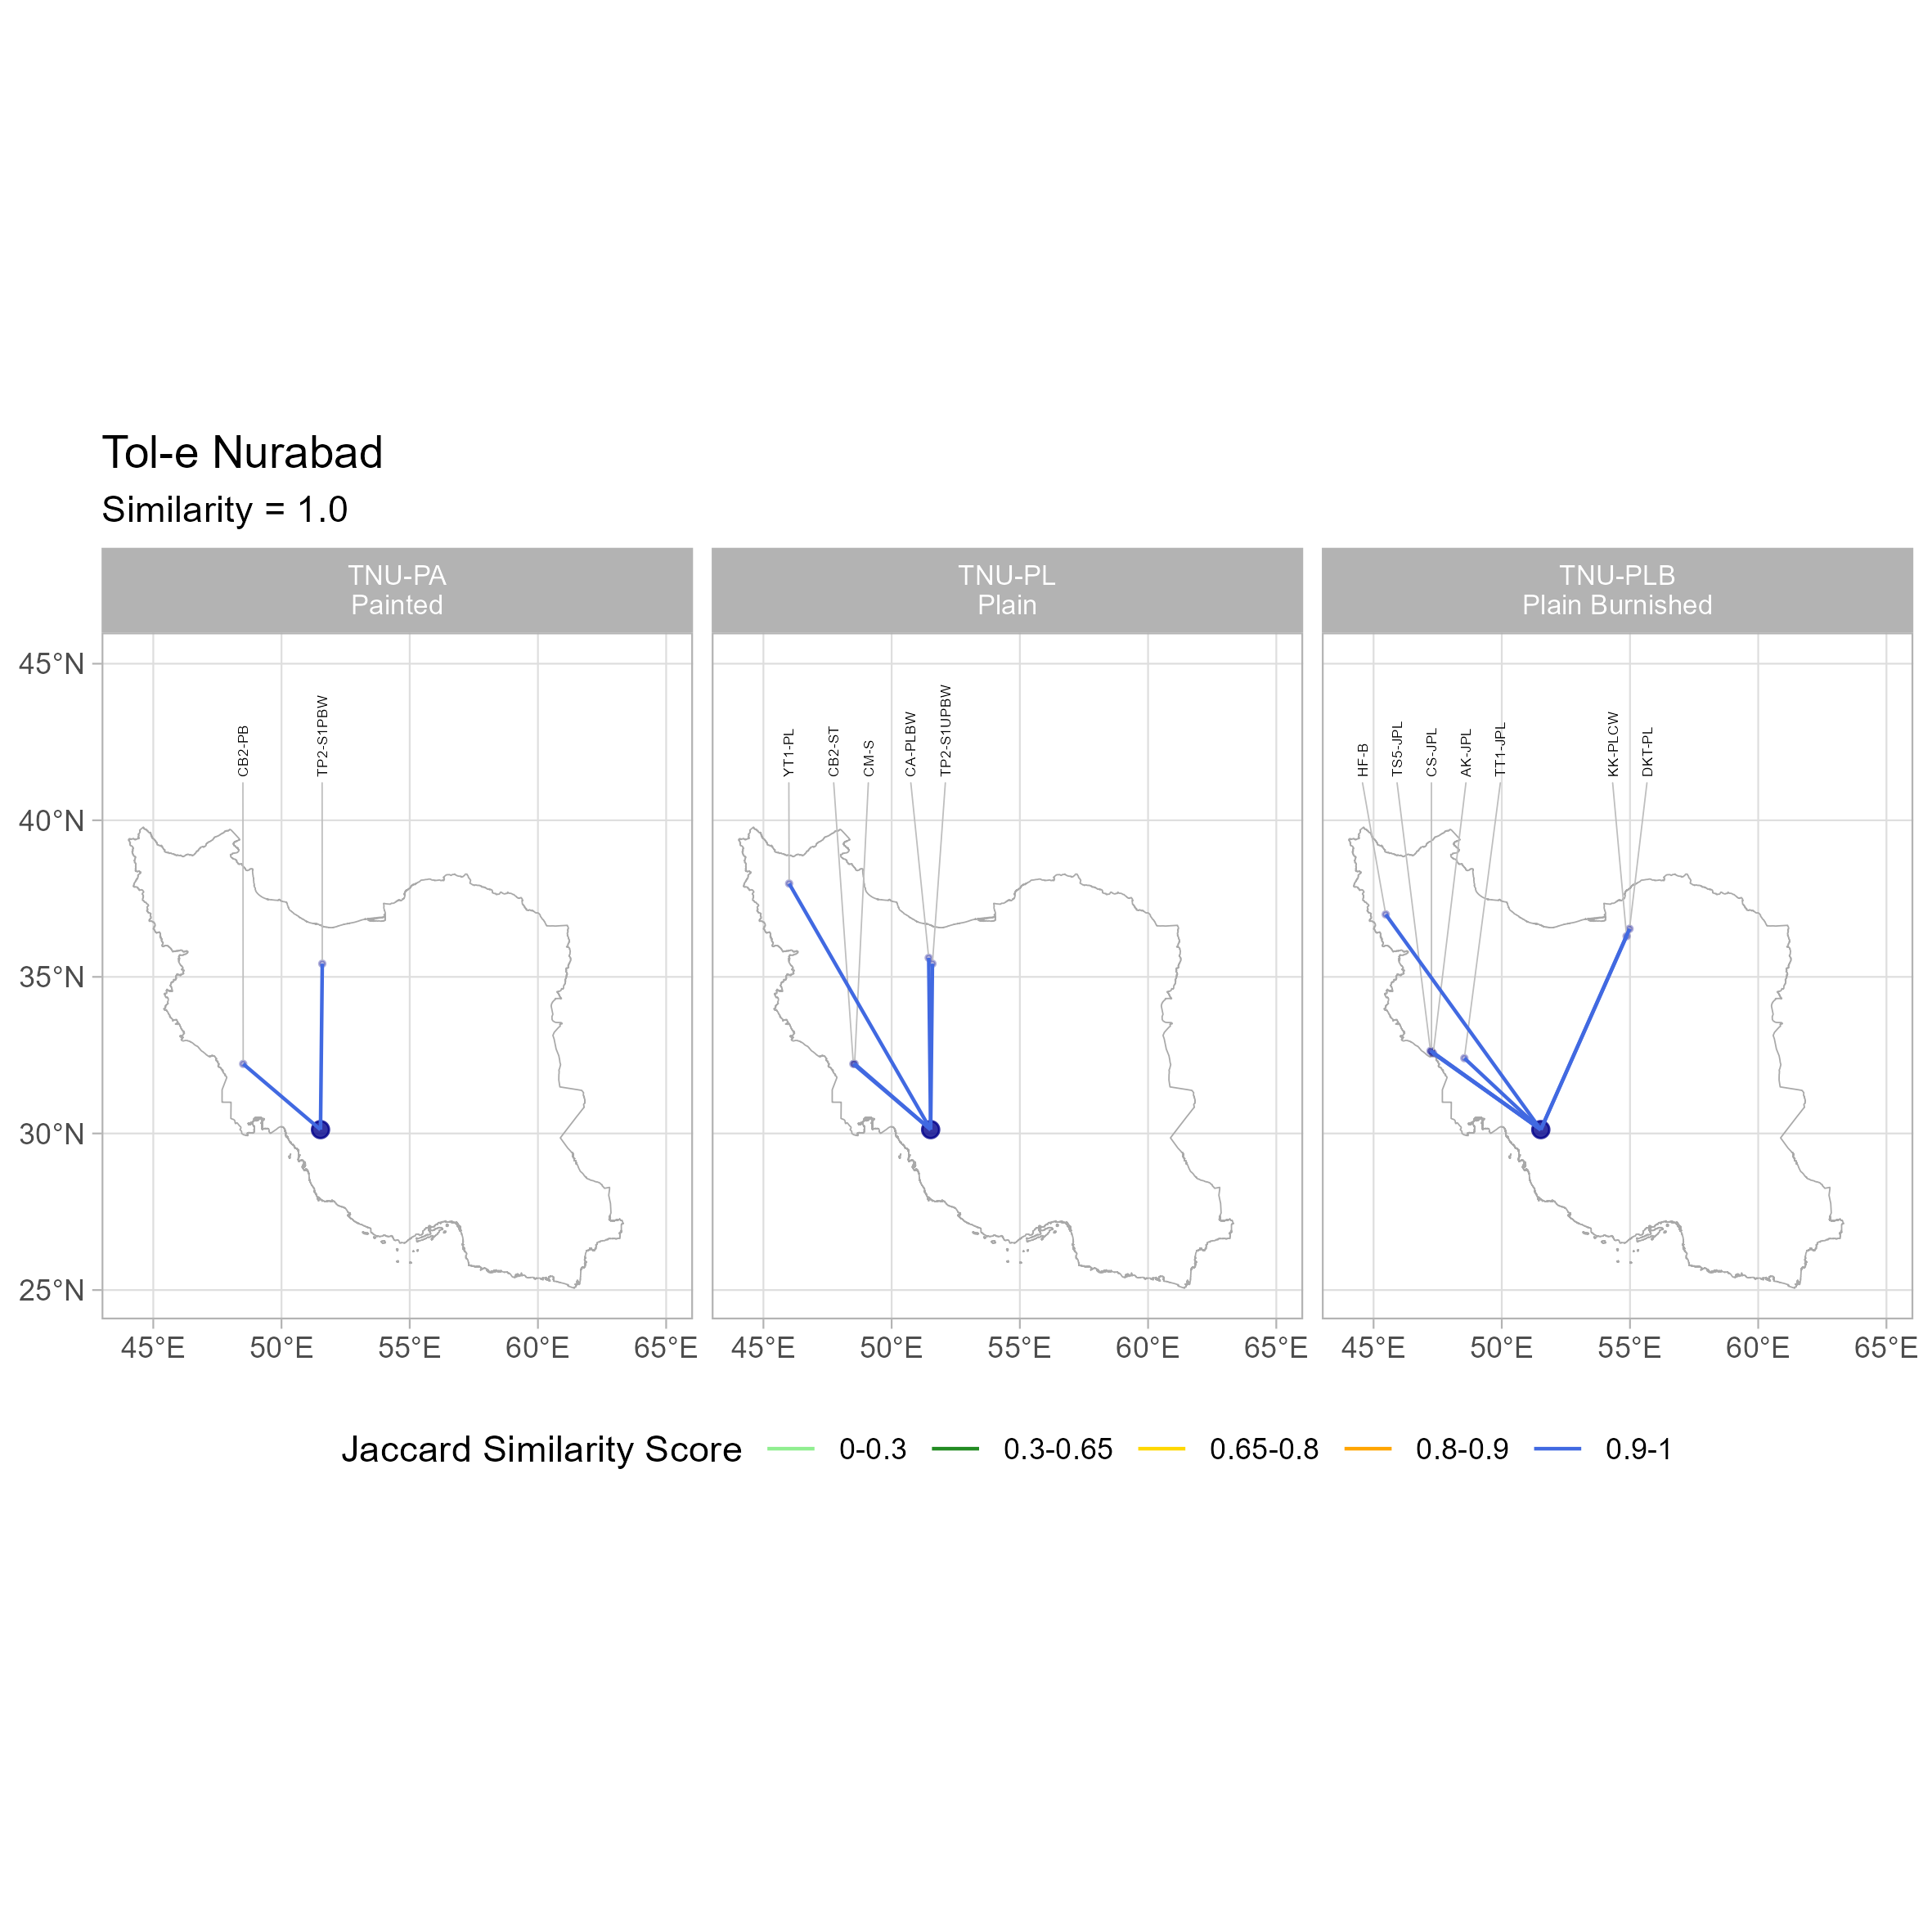 Tol-e Nurabad
Similarity = 1.0
TNU-PA
Painted
TNU-PL
Plain
TNU-PLB
Plain Burnished
45°N
40°N
35°N
30°N
25°N
CB2-PB
TP2-S1PBW
YT1-PL
CB2-ST
CM-S
CA-PLBW
TP2-S1UPBW
HF-B
TS5-JPL
CS-JPL
AK-JPL
TT1-JPL
KK-PLCW
DKT-PL
45°E 50°E 55°E 60°E 65°E
45°E 50°E 55°E 60°E 65°E
45°E 50°E 55°E 60°E 65°E
Jaccard Similarity Score 0-0.3 0.3-0.65 0.65-0.8 0.8-0.9 0.9-1